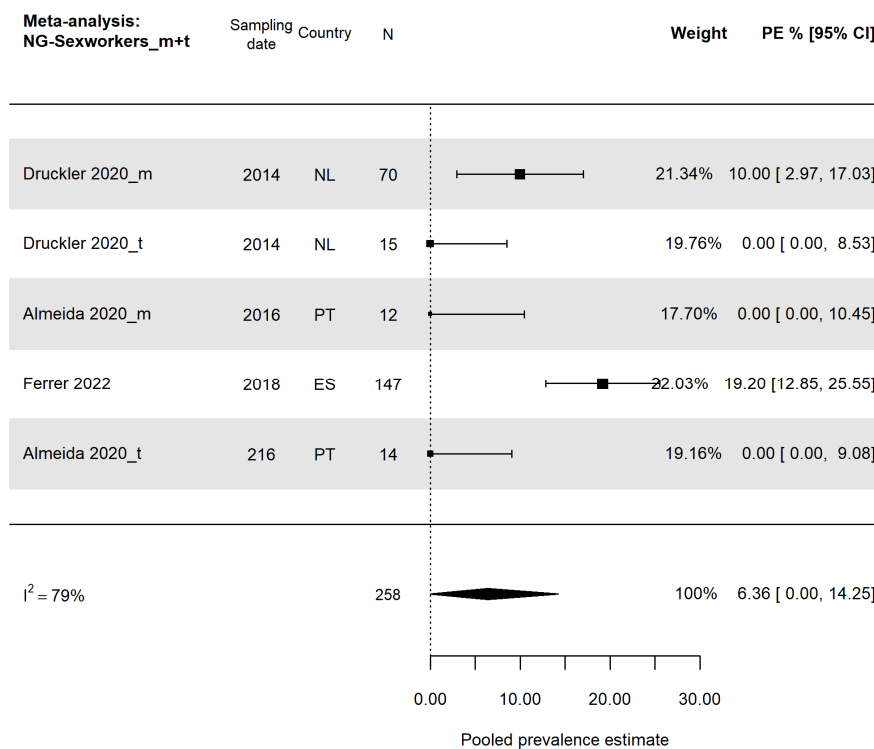 Meta-analysis: Sampling date Country N Weight PE % [95% CI]
NG-Sexworkers_m+t
Druckler 2020_m 2014 NL 70 21.34% 10.00 [ 2.97, 17.03]
Druckler 2020_t 2014 NL 15 19.76% 0.00 [ 0.00, 8.53]
Almeida 2020_m 2016 PT 12 17.70% 0.00 [ 0.00, 10.45]
Ferrer 2022 2018 ES 147 22.03% 19.20 [12.85, 25.55]
Almeida 2020_t 216 PT 14 19.16% 0.00 [ 0.00, 9.08]
I² = 79% 258 100% 6.36 [ 0.00, 14.25]
0.00 10.00 20.00 30.00
Pooled prevalence estimate